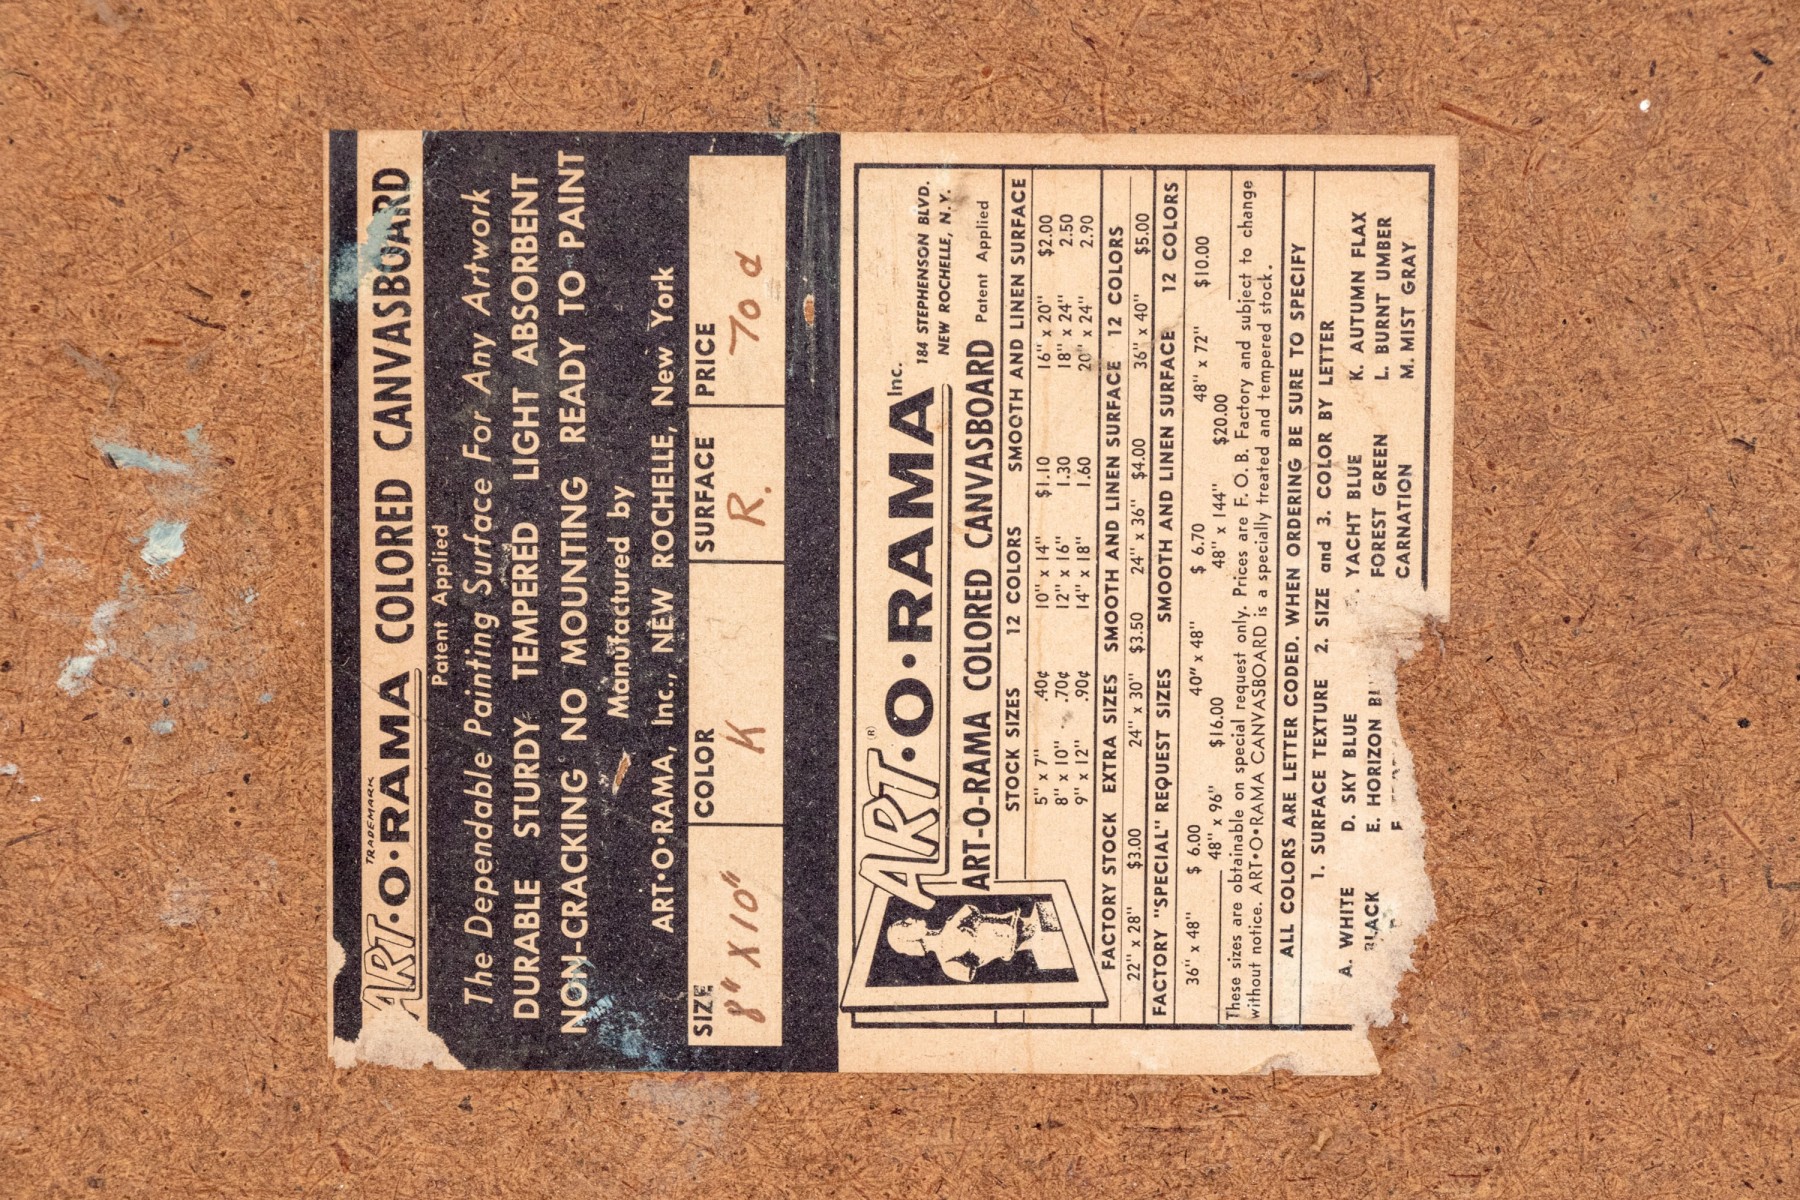 TRADEMARK
ART·O·RAMA COLORED CANVASBOARD
Patent Applied
The Dependable Painting Surface For Any Artwork
DURABLE STURDY TEMPERED LIGHT ABSORBENT
NON-CRACKING NO MOUNTING READY TO PAINT
Manufactured by
ART·O·RAMA, Inc., NEW ROCHELLE, New York
SIZE COLOR SURFACE PRICE
8" X 10" K R. 70¢
ART·O·RAMA Inc.
®
184 STEPHENSON BLVD.
NEW ROCHELLE, N.Y.
ART-O-RAMA COLORED CANVASBOARD Patent Applied
STOCK SIZES 12 COLORS SMOOTH AND LINEN SURFACE
5" x 7" .40¢ 10" x 14" $1.10 16" x 20" $2.00
8" x 10" .70¢ 12" x 16" 1.30 18" x 24" 2.50
9" x 12" .90¢ 14" x 18" 1.60 20" x 24" 2.90
FACTORY STOCK EXTRA SIZES SMOOTH AND LINEN SURFACE 12 COLORS
22" x 28" $3.00 24" x 30" $3.50 24" x 36" $4.00 36" x 40" $5.00
FACTORY "SPECIAL" REQUEST SIZES SMOOTH AND LINEN SURFACE 12 COLORS
36" x 48" $ 6.00 40" x 48" $ 6.70 48" x 72" $10.00
48" x 96" $16.00 48" x 144" $20.00
These sizes are obtainable on special request only. Prices are F. O. B. Factory and subject to change
without notice. ART·O·RAMA CANVASBOARD is a specially treated and tempered stock.
ALL COLORS ARE LETTER CODED. WHEN ORDERING BE SURE TO SPECIFY
1. SURFACE TEXTURE 2. SIZE and 3. COLOR BY LETTER
A. WHITE D. SKY BLUE YACHT BLUE K. AUTUMN FLAX
BLACK E. HORIZON FOREST GREEN L. BURNT UMBER
F CARNATION M. MIST GRAY